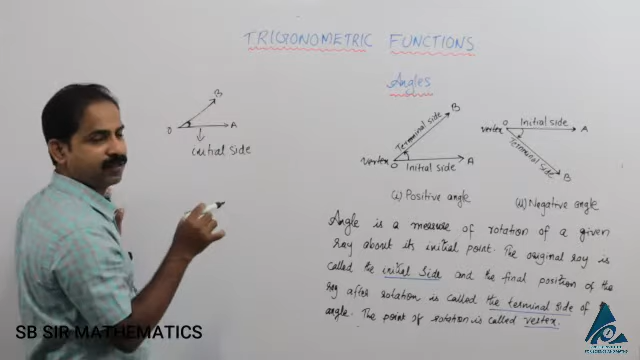 TRIGONOMETRIC FUNCTIONS
Angles
B
O
A
Initial side
B
Terminal side
vertex
O
Initial side
A
(i) Positive angle
vertex
O
Initial side
A
Terminal side
B
(ii) Negative angle
Angle is a measure of rotation of a given
ray about its initial point. The original ray is
called the initial side and the final position of the
ray after rotation is called the terminal side of
angle. The point of rotation is called vertex.
SB SIR MATHEMATICS